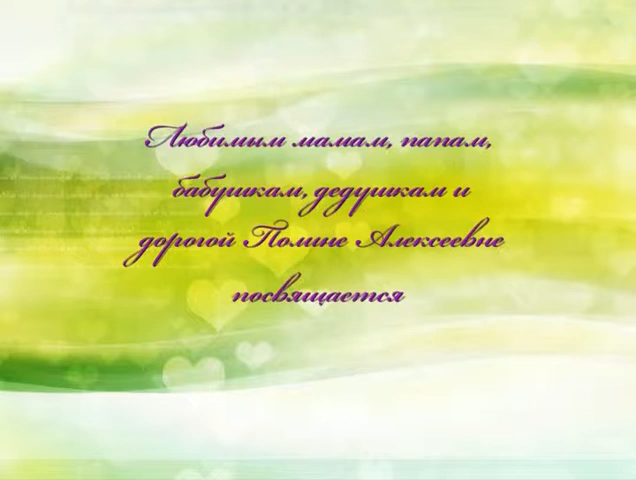 Любимым мамам, папам,
бабушкам, дедушкам и
дорогой Полине Алексеевне
посвящается